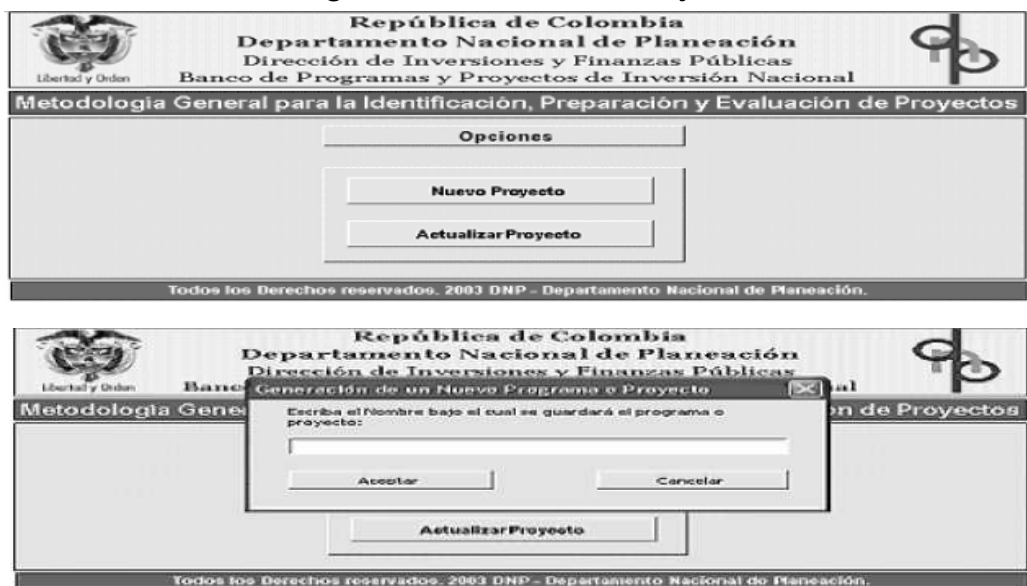 República de Colombia
Departamento Nacional de Planeación
Dirección de Inversiones y Finanzas Públicas
Libertad y Orden
Banco de Programas y Proyectos de Inversión Nacional
Metodologia General para la Identificación, Preparación y Evaluación de Proyectos
Opciones
Nuevo Proyecto
Actualizar Proyecto
Todos los Derechos reservados. 2003 DNP - Departamento Nacional de Planeación.
República de Colombia
Departamento Nacional de Planeación
Dirección de Inversiones y Finanzas Públicas
Libertad y Orden
Generación de un Nuevo Programa o Proyecto
Escriba el Nombre bajo el cual se guardará el programa o
proyecto:
Metodologia
de Proyectos
Aceptar
Cancelar
Actualizar Proyecto
Todos los Derechos reservados. 2003 DNP - Departamento Nacional de Planeación.